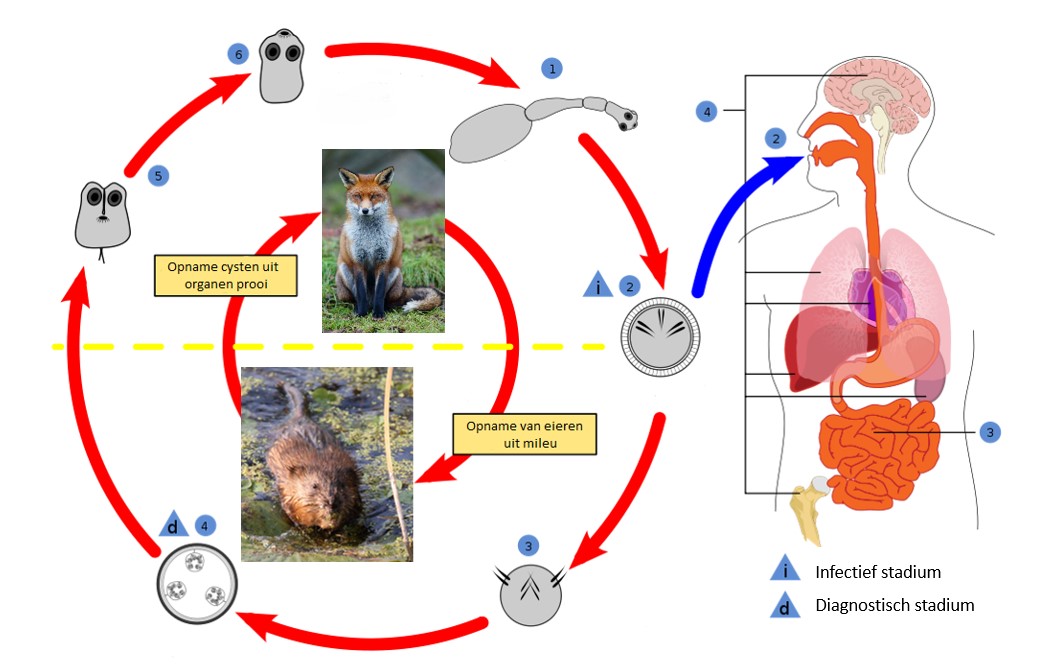 6
1
4
2
5
Opname cysten uit
organen prooi
i 2
Opname van eieren
uit mileu
3
d 4
3
i Infectief stadium
d Diagnostisch stadium